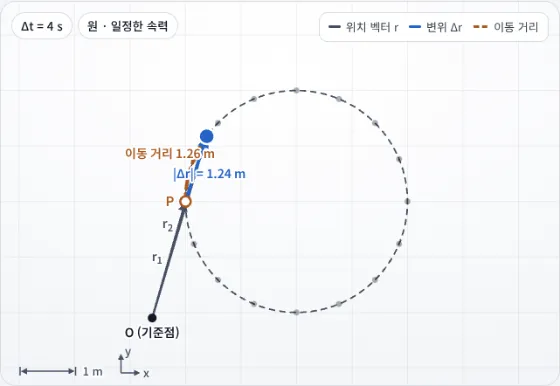 Δt = 4 s
원 · 일정한 속력
위치 벡터 r
변위 Δr
이동 거리
이동 거리 1.26 m
|Δr| = 1.24 m
P
r₂
r₁
O (기준점)
y
x
1 m